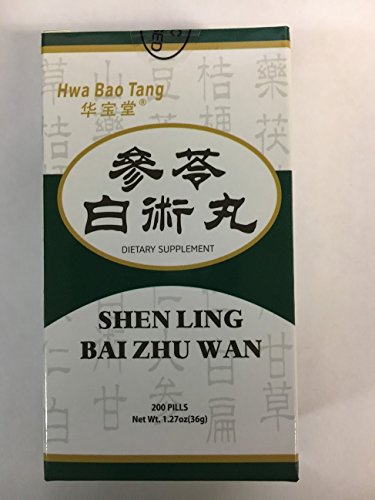 Hwa Bao Tang
华宝堂®
參苓
白術丸
DIETARY SUPPLEMENT
SHEN LING
BAI ZHU WAN
200 PILLS
Net Wt. 1.27oz(36g)